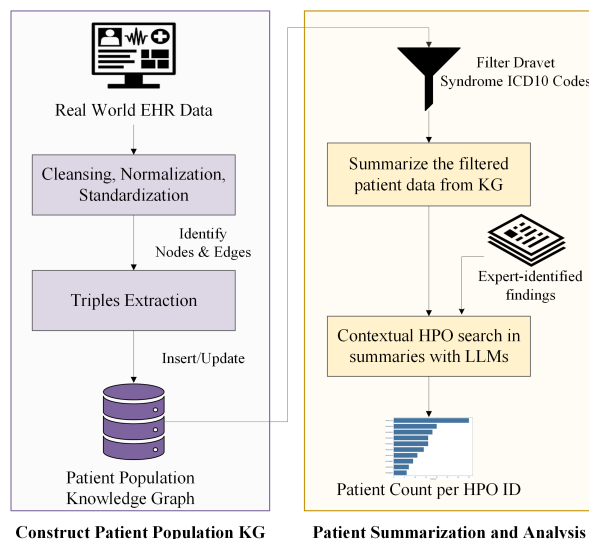 Real World EHR Data
Cleansing, Normalization,
Standardization
Identify
Nodes & Edges
Triples Extraction
Insert/Update
Patient Population
Knowledge Graph
Construct Patient Population KG
Filter Dravet
Syndrome ICD10 Codes
Summarize the filtered
patient data from KG
Expert-identified
findings
Contextual HPO search in
summaries with LLMs
Patient Count per HPO ID
Patient Summarization and Analysis